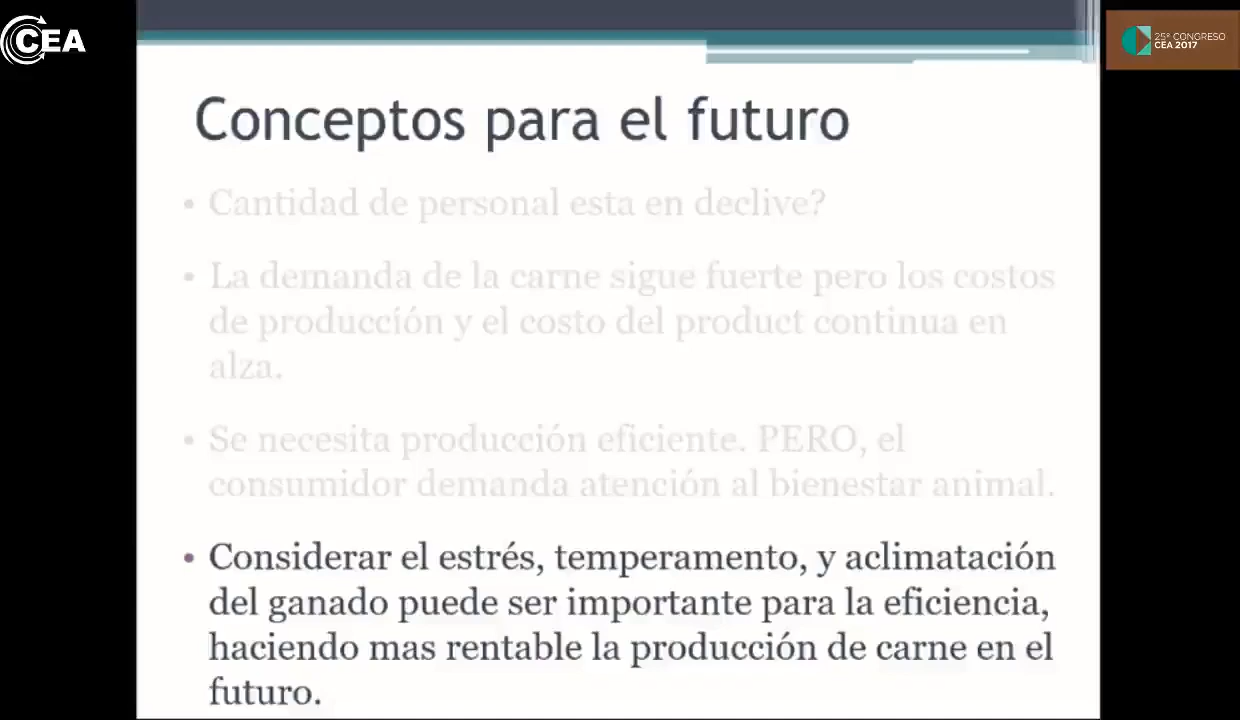 CEA
25º CONGRESO
CEA 2017
Conceptos para el futuro
• Cantidad de personal esta en declive?
• La demanda de la carne sigue fuerte pero los costos
de producción y el costo del product continua en
alza.
• Se necesita producción eficiente. PERO, el
consumidor demanda atención al bienestar animal.
• Considerar el estrés, temperamento, y aclimatación
del ganado puede ser importante para la eficiencia,
haciendo mas rentable la producción de carne en el
futuro.